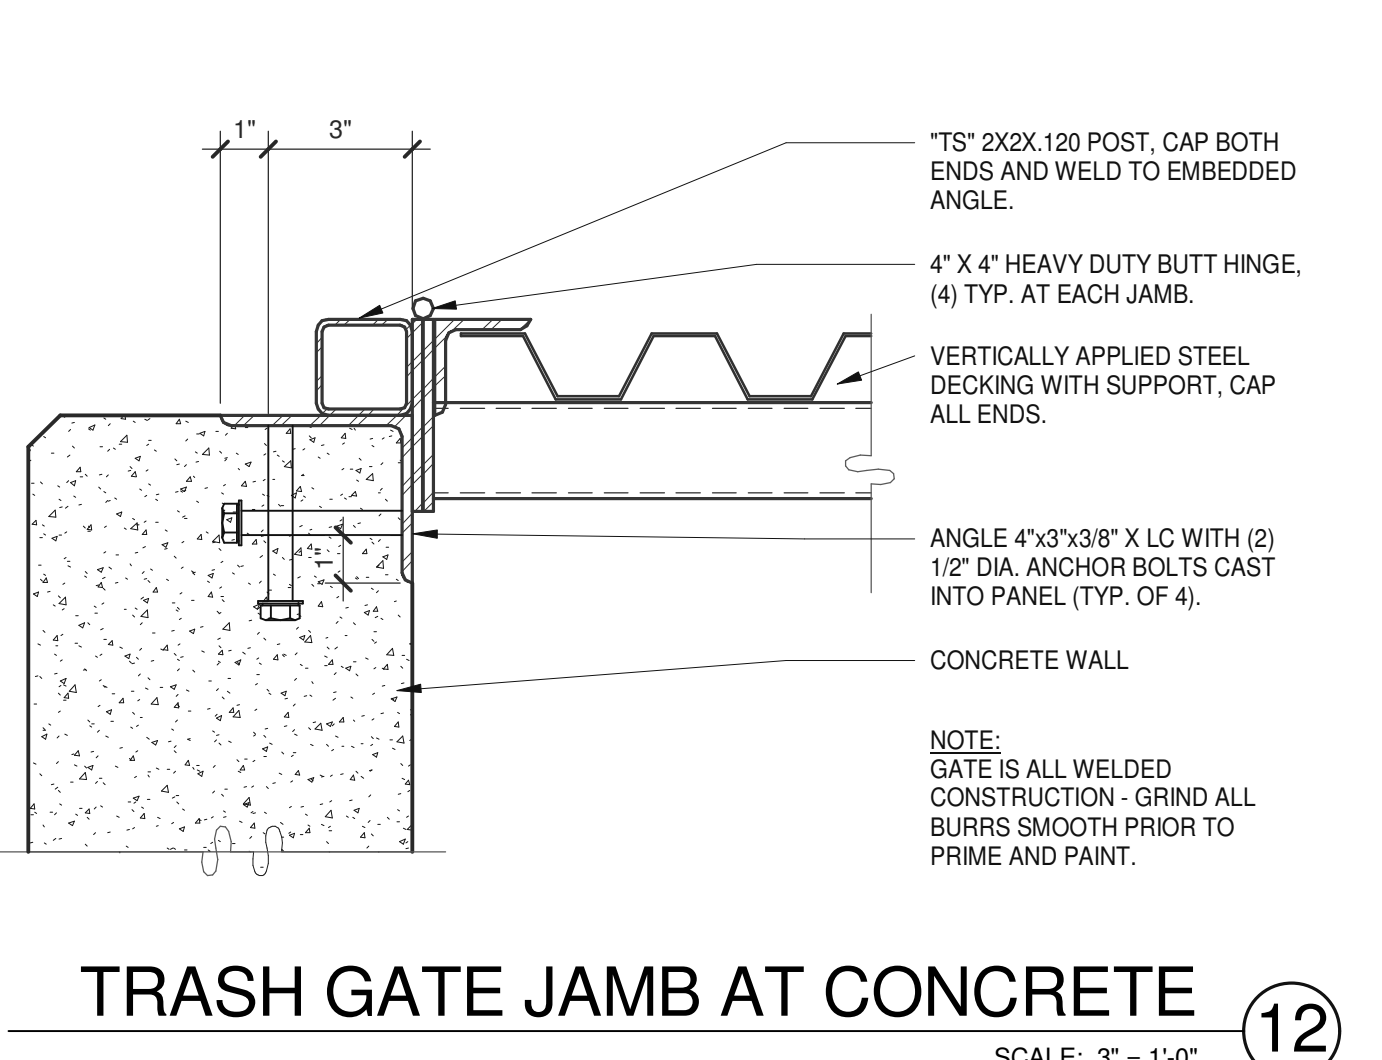 1" 3"
"TS" 2X2X.120 POST, CAP BOTH
ENDS AND WELD TO EMBEDDED
ANGLE.
4" X 4" HEAVY DUTY BUTT HINGE,
(4) TYP. AT EACH JAMB.
VERTICALLY APPLIED STEEL
DECKING WITH SUPPORT, CAP
ALL ENDS.
1"
ANGLE 4"x3"x3/8" X LC WITH (2)
1/2" DIA. ANCHOR BOLTS CAST
INTO PANEL (TYP. OF 4).
CONCRETE WALL
NOTE:
GATE IS ALL WELDED
CONSTRUCTION - GRIND ALL
BURRS SMOOTH PRIOR TO
PRIME AND PAINT.
TRASH GATE JAMB AT CONCRETE
12
SCALE: 3" = 1'-0"